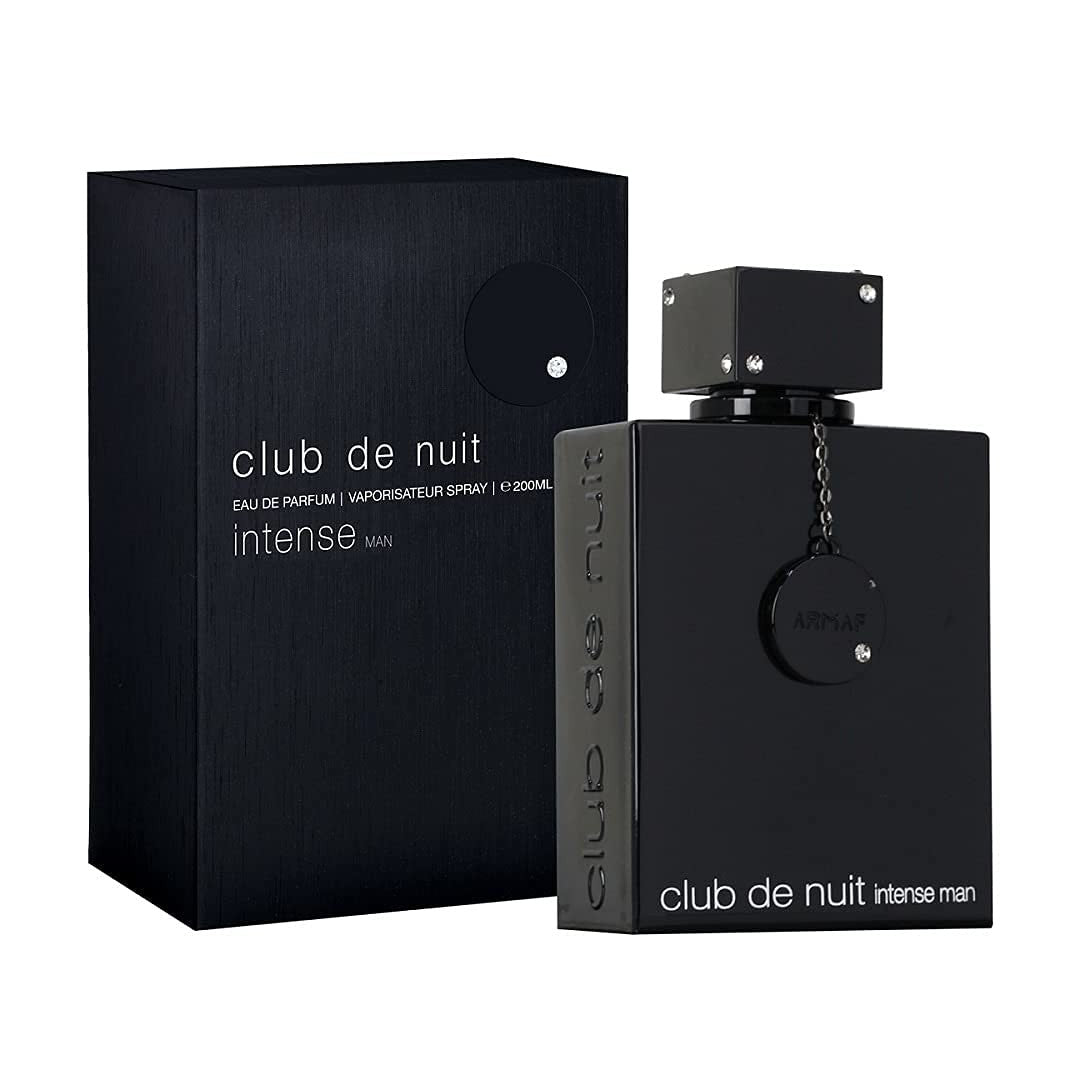 club de nuit
EAU DE PARFUM | VAPORISATEUR SPRAY | ℮ 200ML
intense MAN
club de nuit
ARMAF
club de nuit intense man